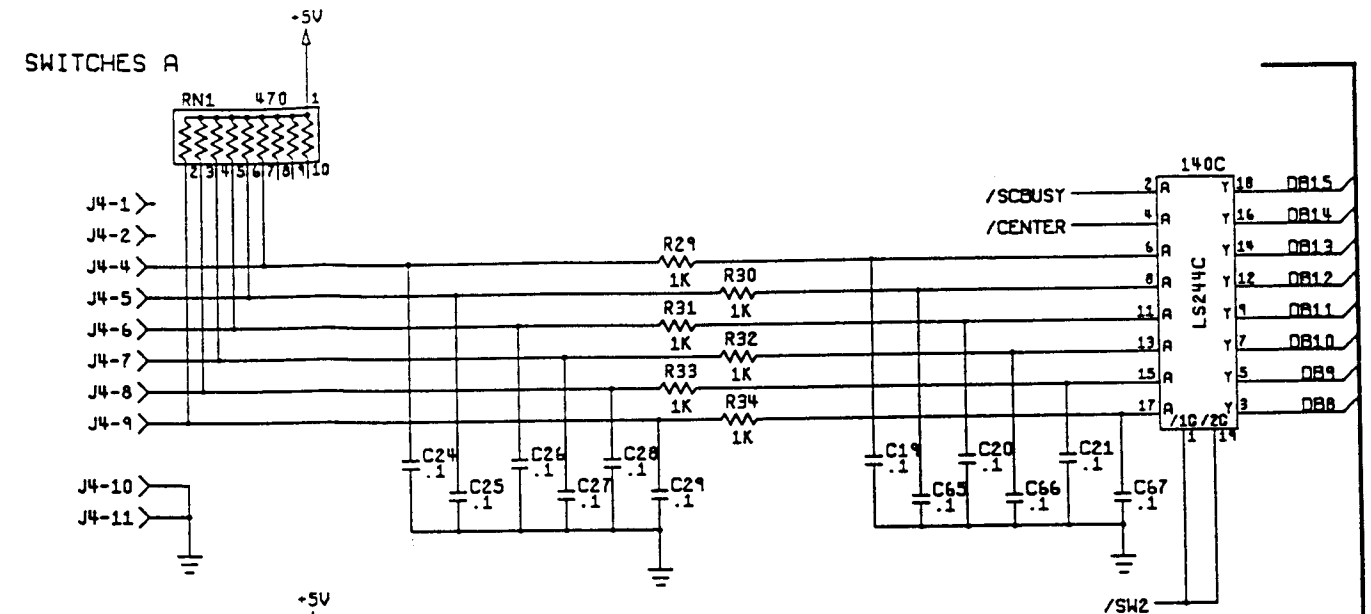 +5V
SWITCHES A
RN1 470 1
2 3 4 5 6 7 8 9 10
140C
J4-1
J4-2
J4-4
J4-5
J4-6
J4-7
J4-8
J4-9
J4-10
J4-11
R29
1K
R30
1K
R31
1K
R32
1K
R33
1K
R34
1K
C24
.1
C25
.1
C26
.1
C27
.1
C28
.1
C29
.1
C19
.1
C65
.1
C20
.1
C66
.1
C21
.1
C67
.1
/SCBUSY
/CENTER
LS244C
2 A Y 18 DB15
4 A Y 16 DB14
6 A Y 14 DB13
8 A Y 12 DB12
11 A Y 9 DB11
13 A Y 7 DB10
15 A Y 5 DB9
17 A Y 3 DB8
/1G /2G
1 19
/SW2
+5V